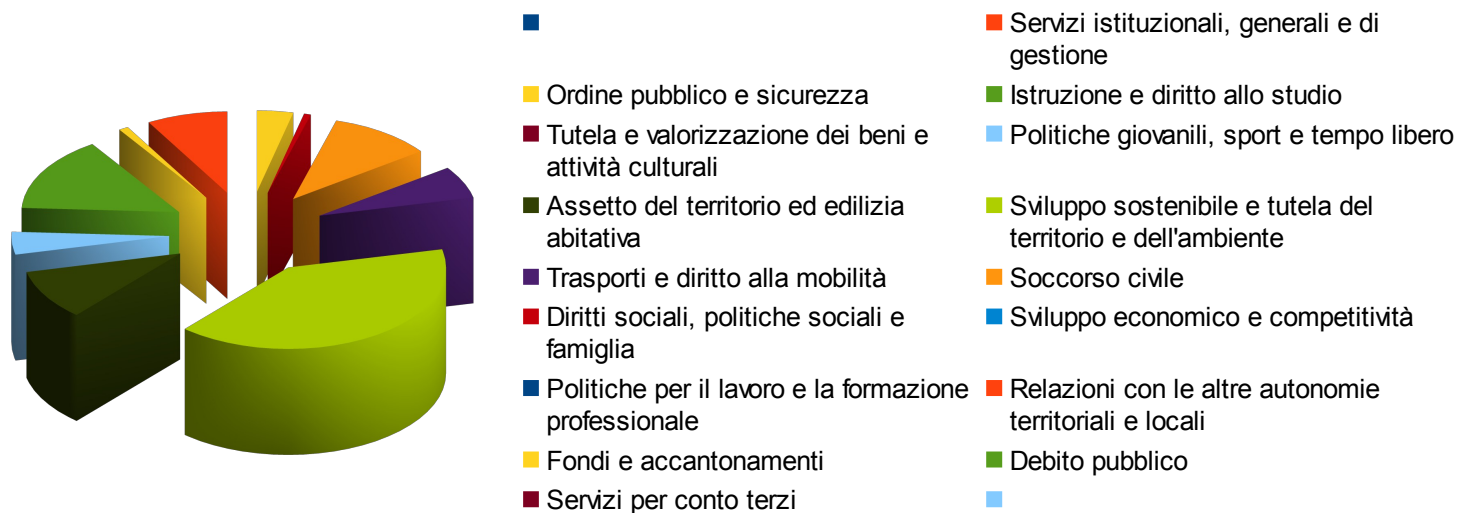 Servizi istituzionali, generali e di
gestione
Ordine pubblico e sicurezza
Istruzione e diritto allo studio
Tutela e valorizzazione dei beni e
attività culturali
Politiche giovanili, sport e tempo libero
Assetto del territorio ed edilizia
abitativa
Sviluppo sostenibile e tutela del
territorio e dell'ambiente
Trasporti e diritto alla mobilità
Soccorso civile
Diritti sociali, politiche sociali e
famiglia
Sviluppo economico e competitività
Politiche per il lavoro e la formazione
professionale
Relazioni con le altre autonomie
territoriali e locali
Fondi e accantonamenti
Debito pubblico
Servizi per conto terzi